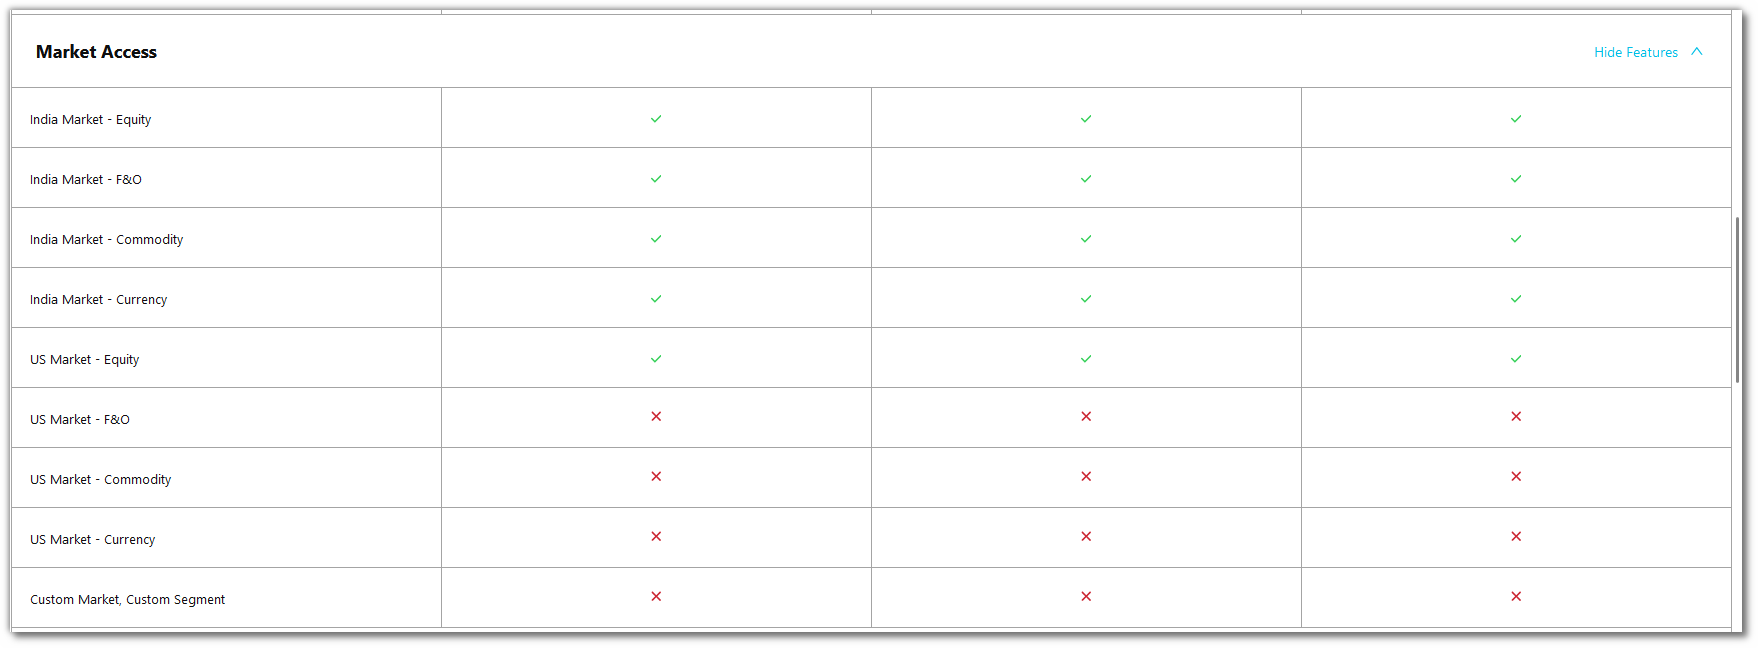 Market Access
Hide Features
India Market - Equity
India Market - F&O
India Market - Commodity
India Market - Currency
US Market - Equity
US Market - F&O
US Market - Commodity
US Market - Currency
Custom Market, Custom Segment